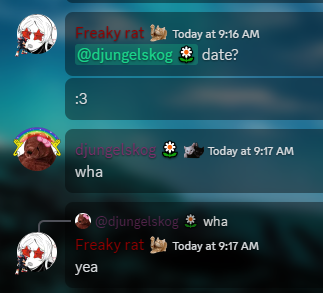 Freaky rat Today at 9:16 AM
@djungelskog date?
:3
djungelskog Today at 9:17 AM
wha
@djungelskog wha
Freaky rat Today at 9:17 AM
yea